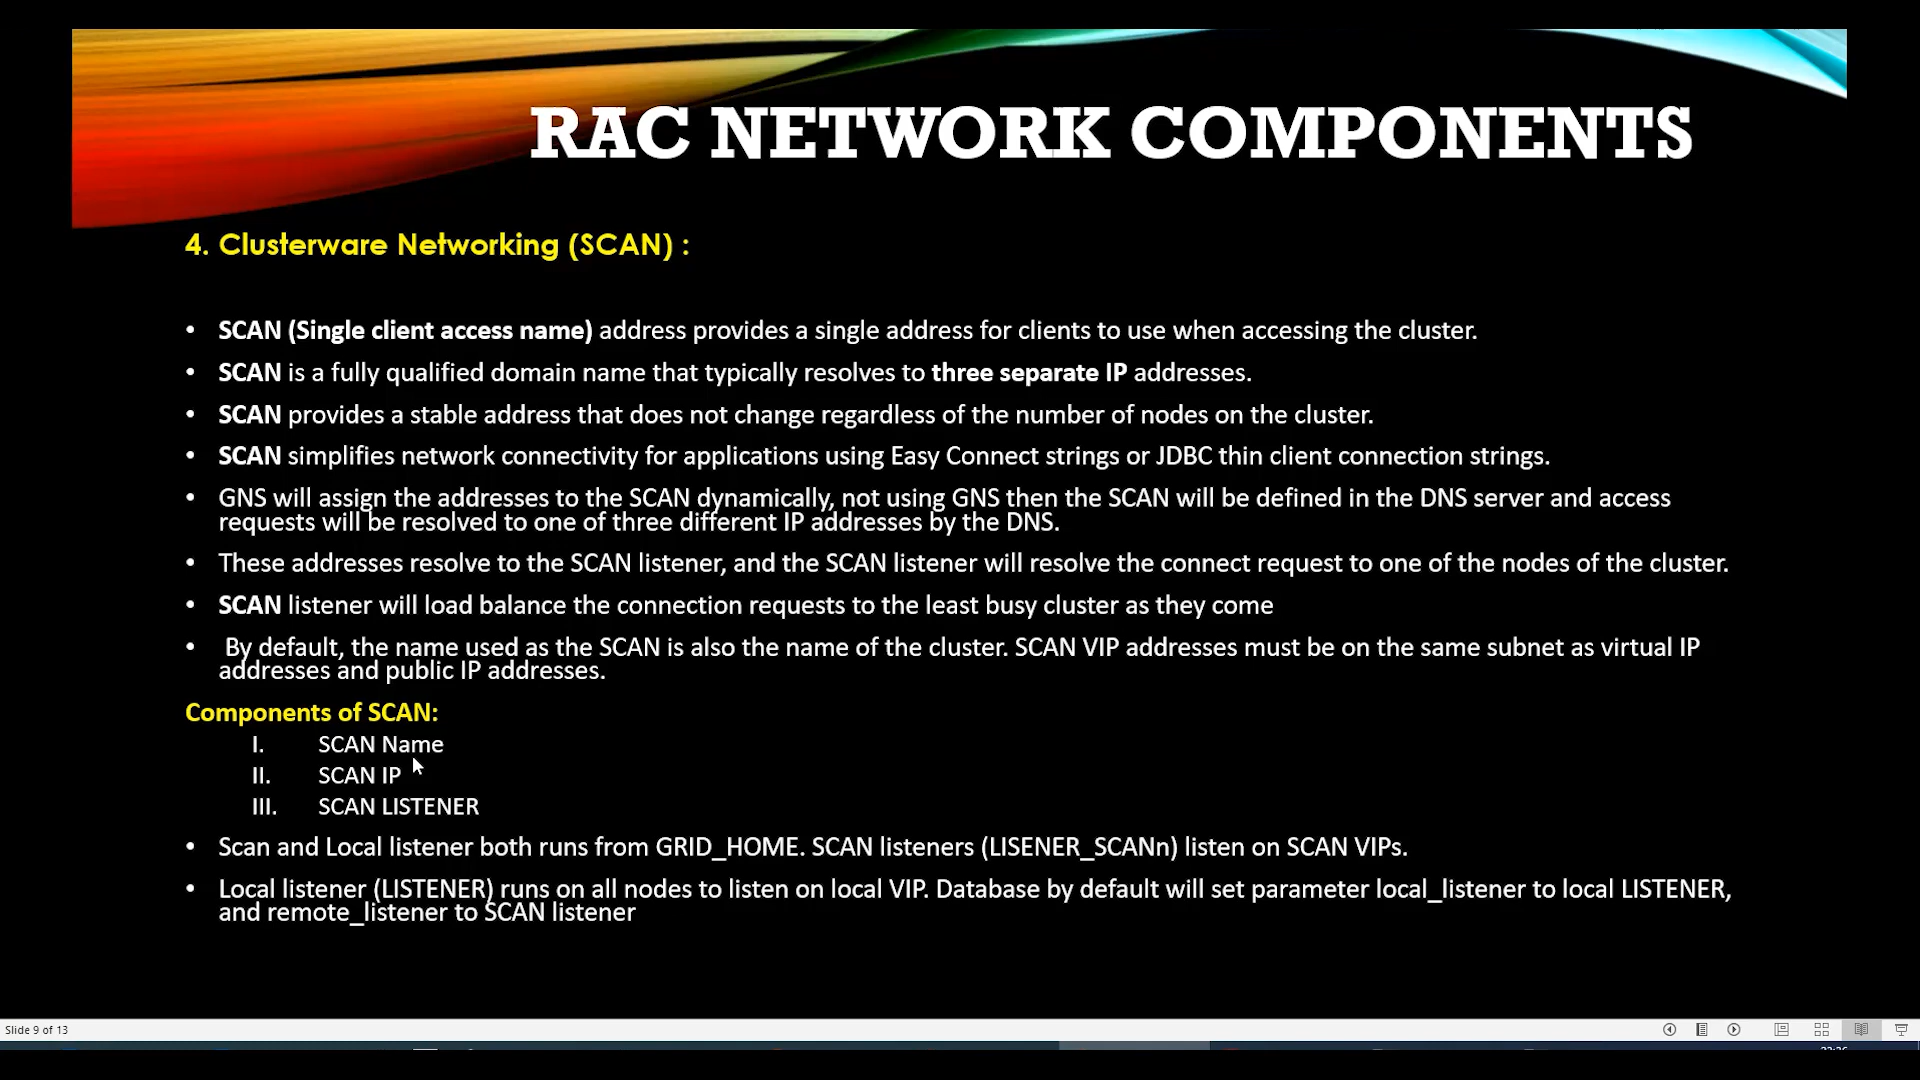 RAC NETWORK COMPONENTS
4. Clusterware Networking (SCAN) :
• SCAN (Single client access name) address provides a single address for clients to use when accessing the cluster.
• SCAN is a fully qualified domain name that typically resolves to three separate IP addresses.
• SCAN provides a stable address that does not change regardless of the number of nodes on the cluster.
• SCAN simplifies network connectivity for applications using Easy Connect strings or JDBC thin client connection strings.
• GNS will assign the addresses to the SCAN dynamically, not using GNS then the SCAN will be defined in the DNS server and access
requests will be resolved to one of three different IP addresses by the DNS.
• These addresses resolve to the SCAN listener, and the SCAN listener will resolve the connect request to one of the nodes of the cluster.
• SCAN listener will load balance the connection requests to the least busy cluster as they come
• By default, the name used as the SCAN is also the name of the cluster. SCAN VIP addresses must be on the same subnet as virtual IP
addresses and public IP addresses.
Components of SCAN:
I. SCAN Name
II. SCAN IP
III. SCAN LISTENER
• Scan and Local listener both runs from GRID_HOME. SCAN listeners (LISENER_SCANn) listen on SCAN VIPs.
• Local listener (LISTENER) runs on all nodes to listen on local VIP. Database by default will set parameter local_listener to local LISTENER,
and remote_listener to SCAN listener
Slide 9 of 13